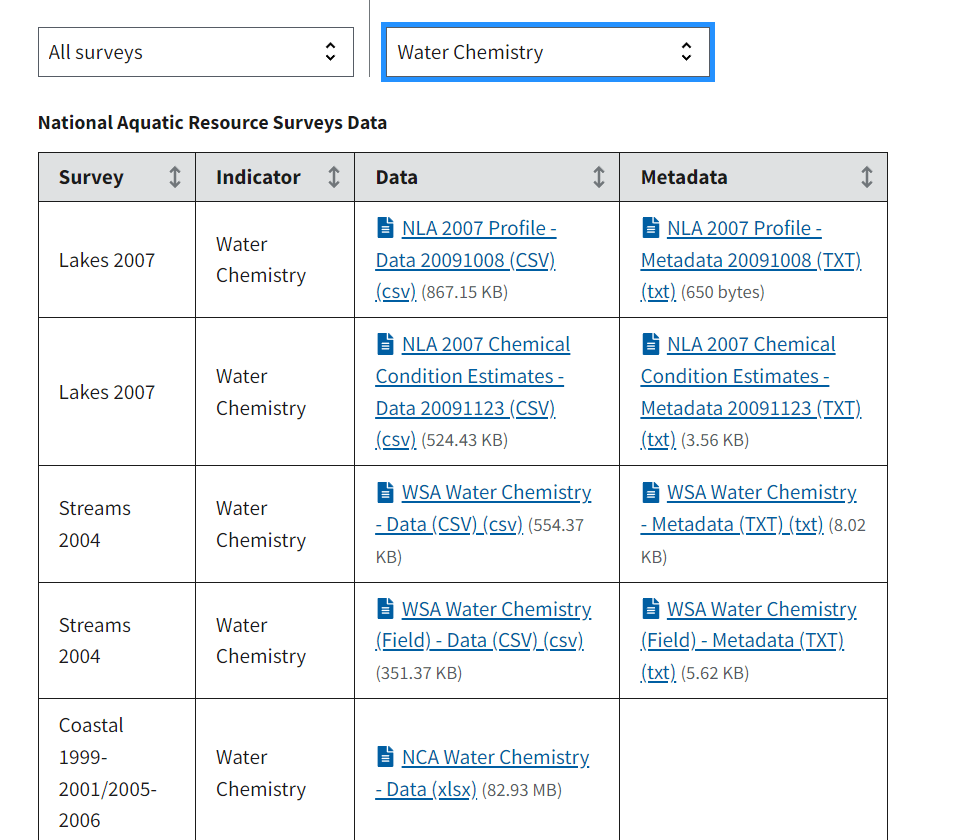 All surveys
Water Chemistry
National Aquatic Resource Surveys Data
Survey Indicator Data Metadata
Lakes 2007
Water
Chemistry
NLA 2007 Profile -
Data 20091008 (CSV)
(csv) (867.15 KB)
NLA 2007 Profile -
Metadata 20091008 (TXT)
(txt) (650 bytes)
Lakes 2007
Water
Chemistry
NLA 2007 Chemical
Condition Estimates -
Data 20091123 (CSV)
(csv) (524.43 KB)
NLA 2007 Chemical
Condition Estimates -
Metadata 20091123 (TXT)
(txt) (3.56 KB)
Streams
2004
Water
Chemistry
WSA Water Chemistry
- Data (CSV) (csv) (554.37
KB)
WSA Water Chemistry
- Metadata (TXT) (txt) (8.02
KB)
Streams
2004
Water
Chemistry
WSA Water Chemistry
(Field) - Data (CSV) (csv)
(351.37 KB)
WSA Water Chemistry
(Field) - Metadata (TXT)
(txt) (5.62 KB)
Coastal
1999-
2001/2005-
2006
Water
Chemistry
NCA Water Chemistry
- Data (xlsx) (82.93 MB)